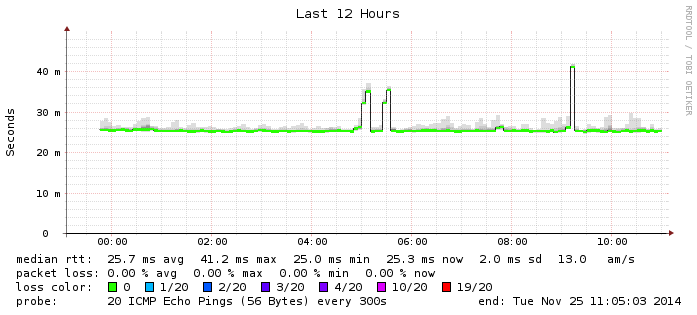 Last 12 Hours
RRDTOOL / TOBI OETIKER
Seconds
40 m
30 m
20 m
10 m
0
00:00 02:00 04:00 06:00 08:00 10:00
median rtt: 25.7 ms avg 41.2 ms max 25.0 ms min 25.3 ms now 2.0 ms sd 13.0 am/s
packet loss: 0.00 % avg 0.00 % max 0.00 % min 0.00 % now
loss color: 0 1/20 2/20 3/20 4/20 10/20 19/20
probe: 20 ICMP Echo Pings (56 Bytes) every 300s end: Tue Nov 25 11:05:03 2014